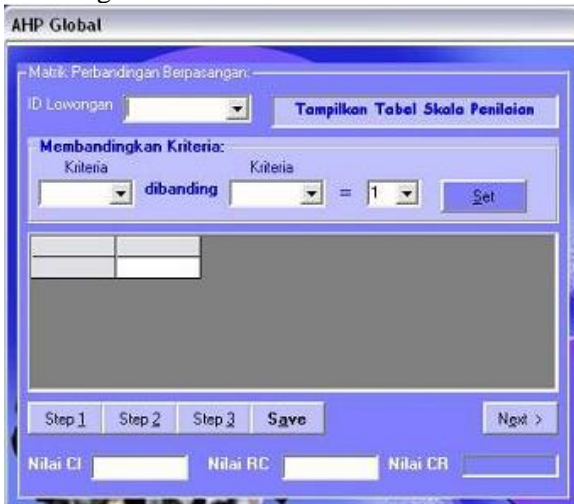 AHP Global
Matrik Perbandingan Berpasangan:
ID Lowongan Tampilkan Tabel Skala Penilaian
Membandingkan Kriteria:
Kriteria Kriteria
dibanding = 1 Set
Step 1 Step 2 Step 3 Save Next >
Nilai CI Nilai RC Nilai CR